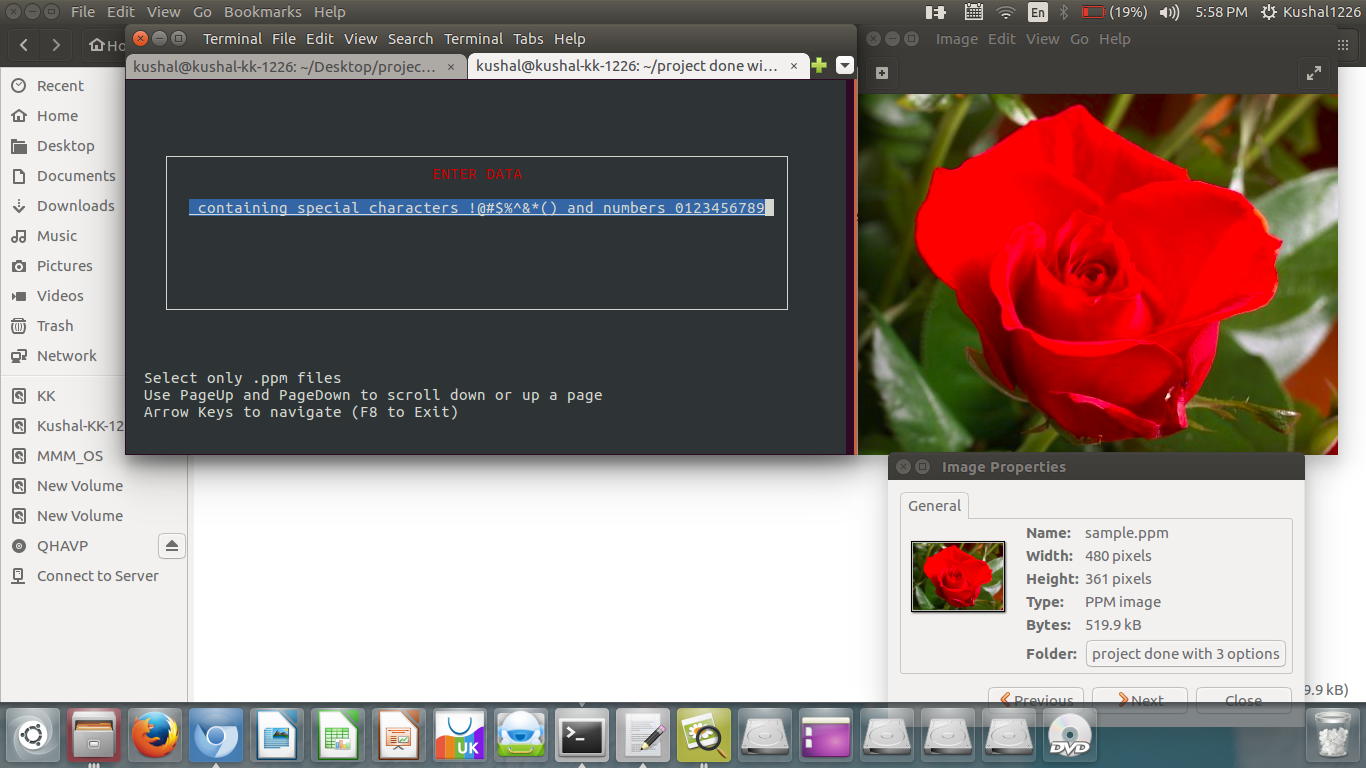 File Edit View Go Bookmarks Help
En
(19%)
5:58 PM
Kushal1226
Terminal File Edit View Search Terminal Tabs Help
Image Edit View Go Help
kushal@kushal-kk-1226: ~/Desktop/projec... ×
kushal@kushal-kk-1226: ~/project done wi... ×
Recent
Home
Desktop
Documents
Downloads
Music
Pictures
Videos
Trash
Network
KK
Kushal-KK-12
MMM_OS
New Volume
New Volume
QHAVP
Connect to Server
ENTER DATA
_containing special characters !@#$%^&*() and numbers 0123456789
Select only .ppm files
Use PageUp and PageDown to scroll down or up a page
Arrow Keys to navigate (F8 to Exit)
Image Properties
General
Name: sample.ppm
Width: 480 pixels
Height: 361 pixels
Type: PPM image
Bytes: 519.9 kB
Folder: project done with 3 options
Previous
Next
Close
9.9 kB)
UK
DVD